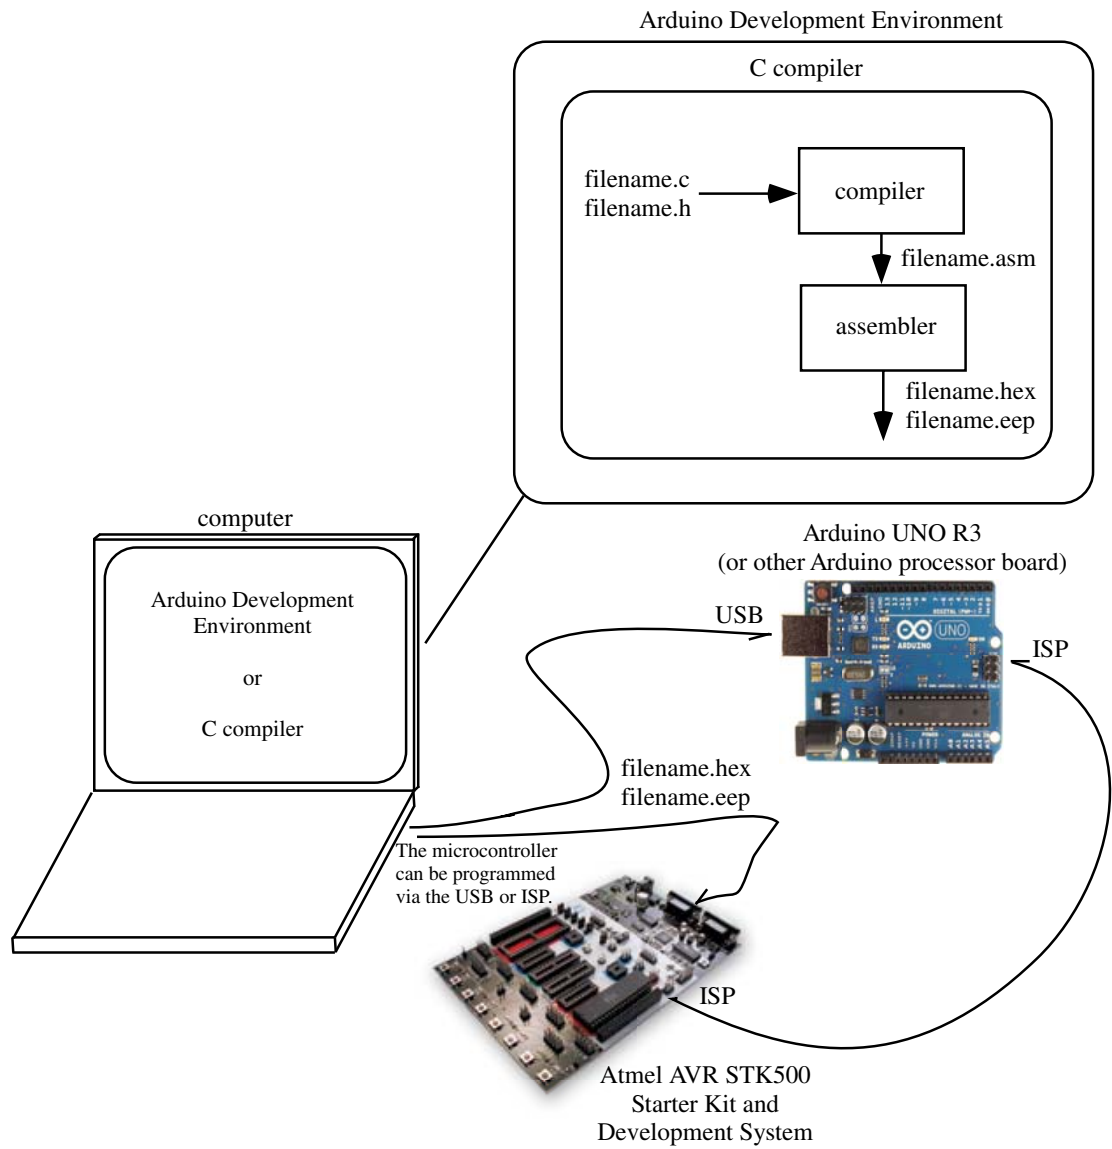 Arduino Development Environment
C compiler
filename.c
filename.h
compiler
filename.asm
assembler
filename.hex
filename.eep
computer
Arduino Development
Environment
or
C compiler
Arduino UNO R3
(or other Arduino processor board)
USB
UNO
ARDUINO
ISP
filename.hex
filename.eep
The microcontroller
can be programmed
via the USB or ISP.
ISP
Atmel AVR STK500
Starter Kit and
Development System